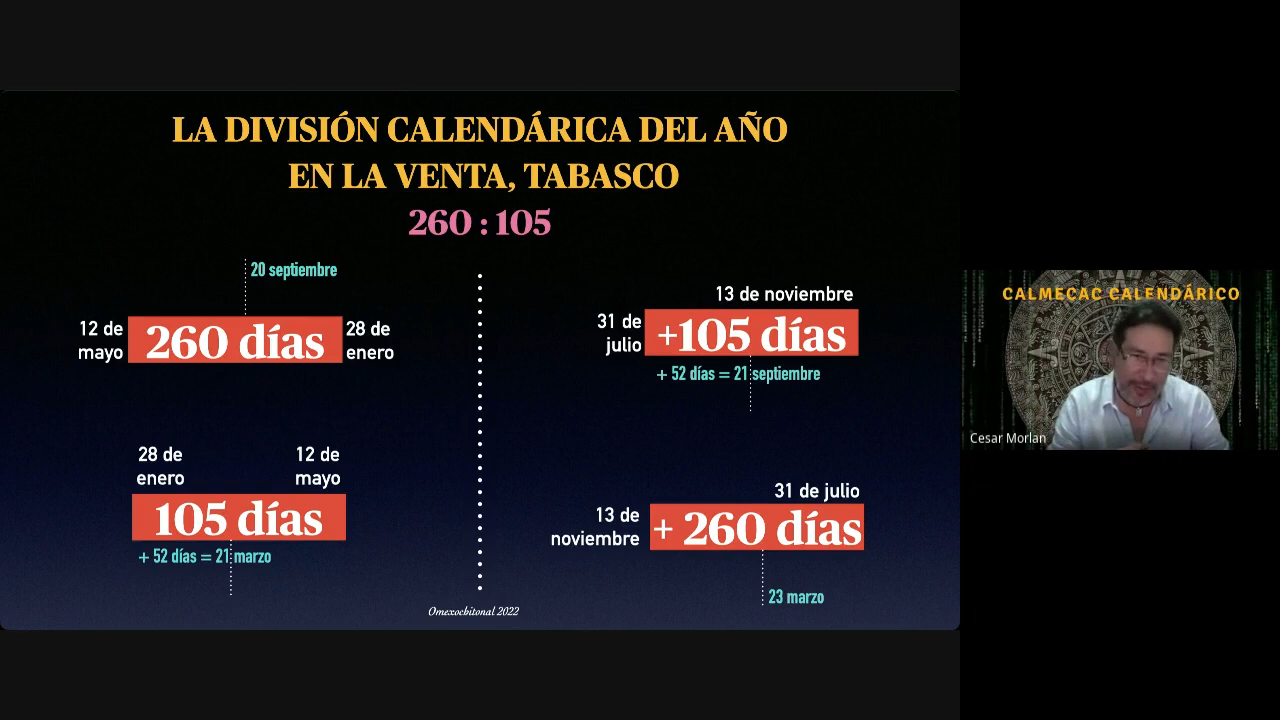 LA DIVISIÓN CALENDÁRICA DEL AÑO
EN LA VENTA, TABASCO
260 : 105
20 septiembre
12 de
mayo
260 días
28 de
enero
28 de
enero
12 de
mayo
105 días
+ 52 días = 21 marzo
13 de noviembre
31 de
julio
+105 días
+ 52 días = 21 septiembre
31 de julio
13 de
noviembre
+ 260 días
23 marzo
Omexochitonal 2022
CALMECAC CALENDÁRICO
Cesar Morlan